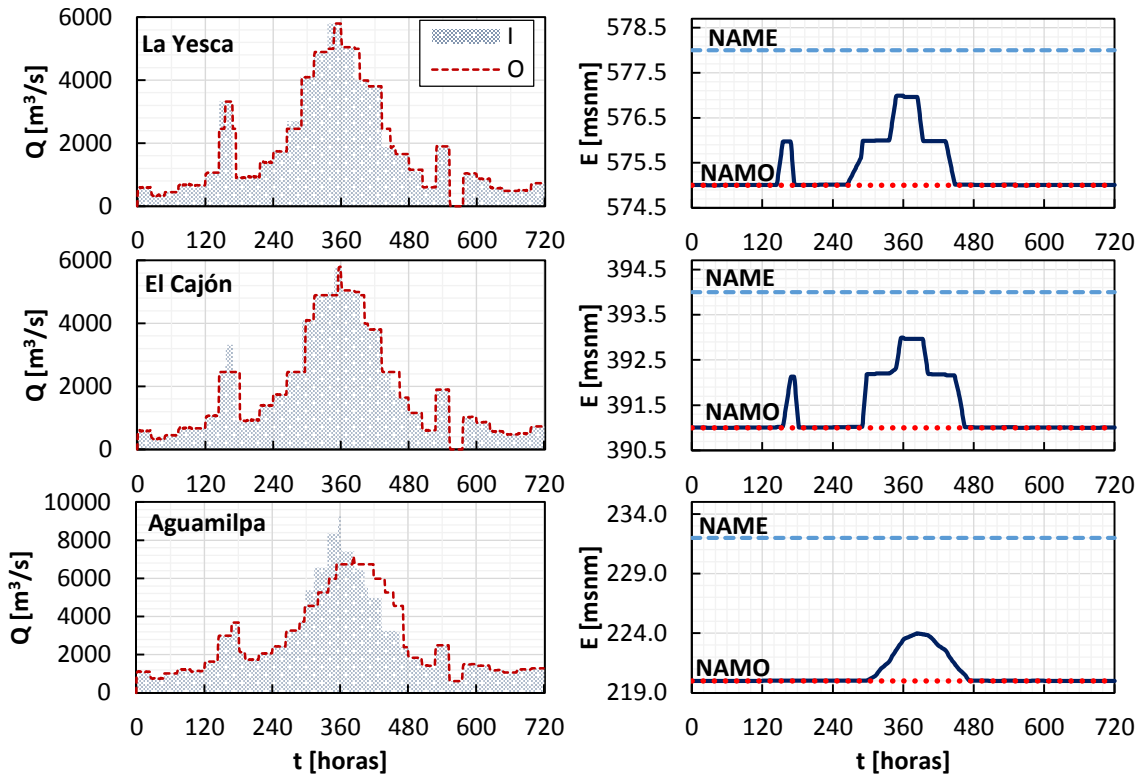 6000
4000
2000
0
Q [m³/s]
La Yesca
I
O
0 120 240 360 480 600 720
578.5
577.5
576.5
575.5
574.5
E [msnm]
NAME
NAMO
0 120 240 360 480 600 720
6000
4000
2000
0
Q [m³/s]
El Cajón
0 120 240 360 480 600 720
394.5
393.5
392.5
391.5
390.5
E [msnm]
NAME
NAMO
0 120 240 360 480 600 720
10000
8000
6000
4000
2000
0
Q [m³/s]
Aguamilpa
0 120 240 360 480 600 720
t [horas]
234.0
229.0
224.0
219.0
E [msnm]
NAME
NAMO
0 120 240 360 480 600 720
t [horas]